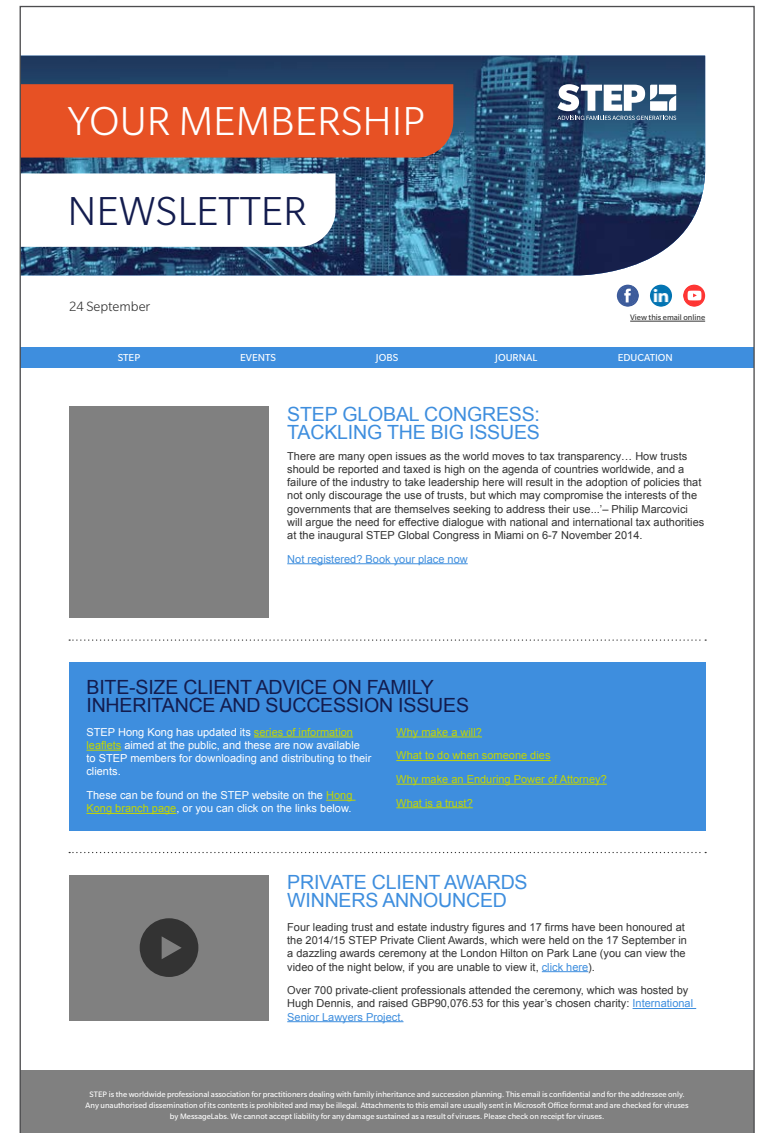 YOUR MEMBERSHIP
STEP
ADVISING FAMILIES ACROSS GENERATIONS
NEWSLETTER
24 September
View this email online
STEP EVENTS JOBS JOURNAL EDUCATION
STEP GLOBAL CONGRESS:
TACKLING THE BIG ISSUES
There are many open issues as the world moves to tax transparency… How trusts
should be reported and taxed is high on the agenda of countries worldwide, and a
failure of the industry to take leadership here will result in the adoption of policies that
not only discourage the use of trusts, but which may compromise the interests of the
governments that are themselves seeking to address their use...'– Philip Marcovici
will argue the need for effective dialogue with national and international tax authorities
at the inaugural STEP Global Congress in Miami on 6-7 November 2014.
Not registered? Book your place now
BITE-SIZE CLIENT ADVICE ON FAMILY
INHERITANCE AND SUCCESSION ISSUES
STEP Hong Kong has updated its series of information
leaflets aimed at the public, and these are now available
to STEP members for downloading and distributing to their
clients.
These can be found on the STEP website on the Hong
Kong branch page, or you can click on the links below.
Why make a will?
What to do when someone dies
Why make an Enduring Power of Attorney?
What is a trust?
PRIVATE CLIENT AWARDS
WINNERS ANNOUNCED
Four leading trust and estate industry figures and 17 firms have been honoured at
the 2014/15 STEP Private Client Awards, which were held on the 17 September in
a dazzling awards ceremony at the London Hilton on Park Lane (you can view the
video of the night below, if you are unable to view it, click here).
Over 700 private-client professionals attended the ceremony, which was hosted by
Hugh Dennis, and raised GBP90,076.53 for this year's chosen charity: International
Senior Lawyers Project.
STEP is the worldwide professional association for practitioners dealing with family inheritance and succession planning. This email is confidential and for the addressee only.
Any unauthorised dissemination of its contents is prohibited and may be illegal. Attachments to this email are usually sent in Microsoft Office format and are checked for viruses
by MessageLabs. We cannot accept liability for any damage sustained as a result of viruses. Please check on receipt for viruses.